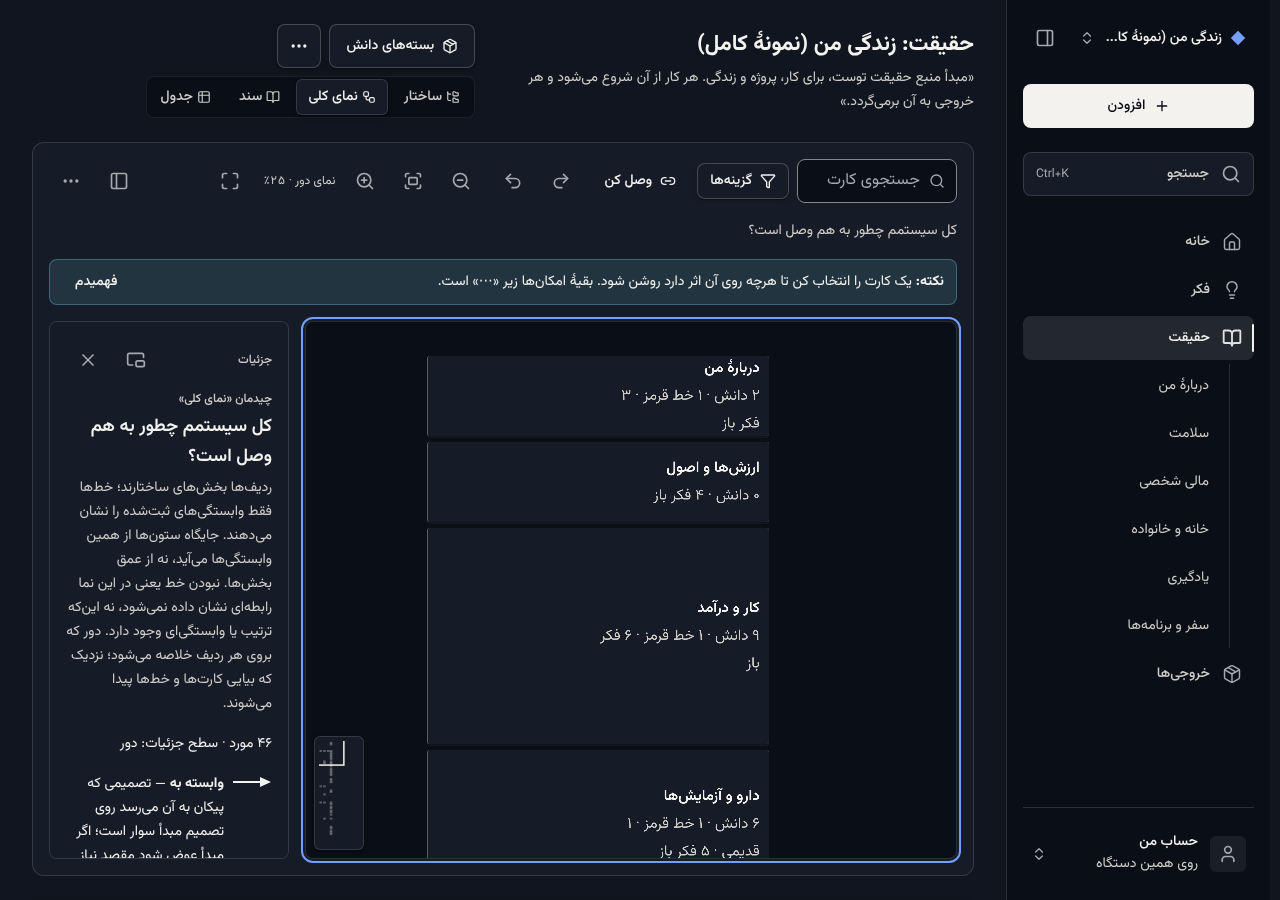 زندگی من (نمونهٔ کا...
افزودن
جستجو
Ctrl+K
خانه
فکر
حقیقت
دربارهٔ من
سلامت
مالی شخصی
خانه و خانواده
یادگیری
سفر و برنامه‌ها
خروجی‌ها
حساب من
روی همین دستگاه
حقیقت: زندگی من (نمونهٔ کامل)
«مبدأ منبع حقیقت توست، برای کار، پروژه و زندگی. هر کار از آن شروع می‌شود و هر
خروجی به آن برمی‌گردد.»
بسته‌های دانش
ساختار
نمای کلی
سند
جدول
جستجوی کارت
گزینه‌ها
وصل کن
نمای دور · ۲۵٪
کل سیستمم چطور به هم وصل است؟
نکته: یک کارت را انتخاب کن تا هرچه روی آن اثر دارد روشن شود. بقیهٔ امکان‌ها زیر «···» است.
فهمیدم
دربارهٔ من
۲ دانش · ۱ خط قرمز · ۳
فکر باز
ارزش‌ها و اصول
۰ دانش · ۴ فکر باز
کار و درآمد
۹ دانش · ۱ خط قرمز · ۶ فکر
باز
دارو و آزمایش‌ها
۶ دانش · ۱ خط قرمز · ۱
قدیمی · ۵ فکر باز
جزئیات
چیدمان «نمای کلی»
کل سیستمم چطور به هم
وصل است؟
ردیف‌ها بخش‌های ساختارند؛ خط‌ها
فقط وابستگی‌های ثبت‌شده را نشان
می‌دهند. جایگاه ستون‌ها از همین
وابستگی‌ها می‌آید، نه از عمق
بخش‌ها. نبودن خط یعنی در این نما
رابطه‌ای نشان داده نمی‌شود، نه این‌که
ترتیب یا وابستگی‌ای وجود دارد. دور که
بروی هر ردیف خلاصه می‌شود؛ نزدیک
که بیایی کارت‌ها و خط‌ها پیدا
می‌شوند.
۴۶ مورد · سطح جزئیات: دور
وابسته به — تصمیمی که
پیکان به آن می‌رسد روی
تصمیم مبدأ سوار است؛ اگر
مبدأ عوض شود مقصد نیاز